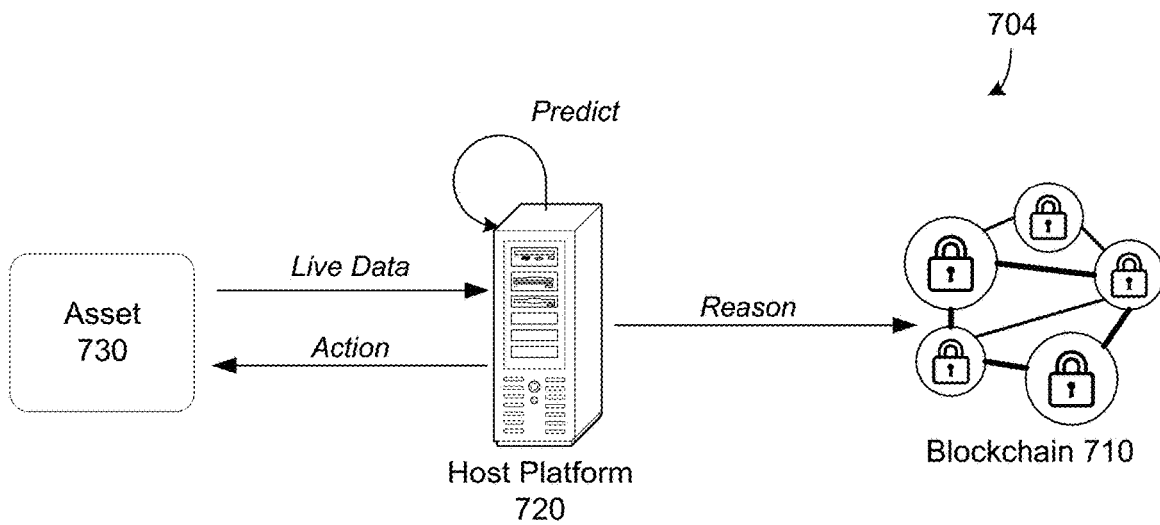 704
Predict
Live Data
Asset
730
Action
Reason
Host Platform
720
Blockchain 710